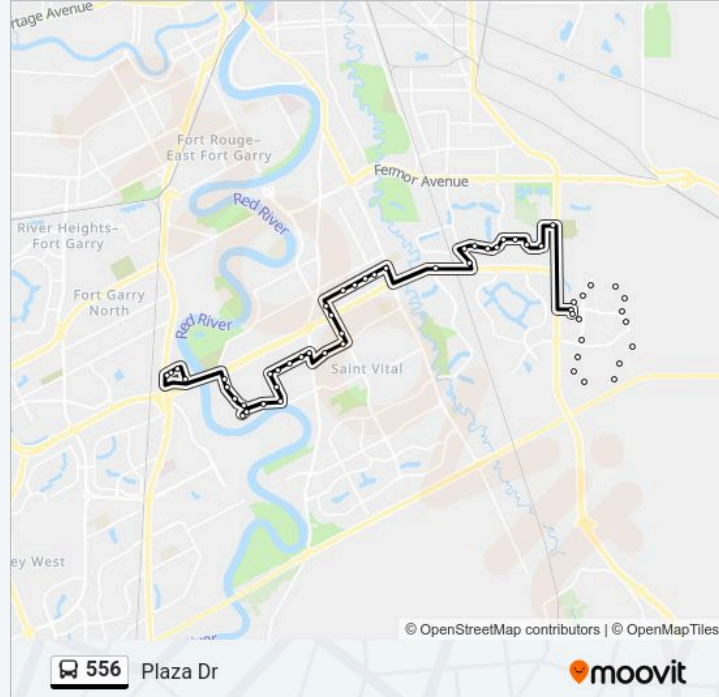 rtage Avenue
Fort Rouge–
East Fort Garry
Fermor Avenue
Red River
River Heights–
Fort Garry
Fort Garry
North
Red River
Saint Vital
ey West
© OpenStreetMap contributors | © OpenMapTiles
556 Plaza Dr
moovit